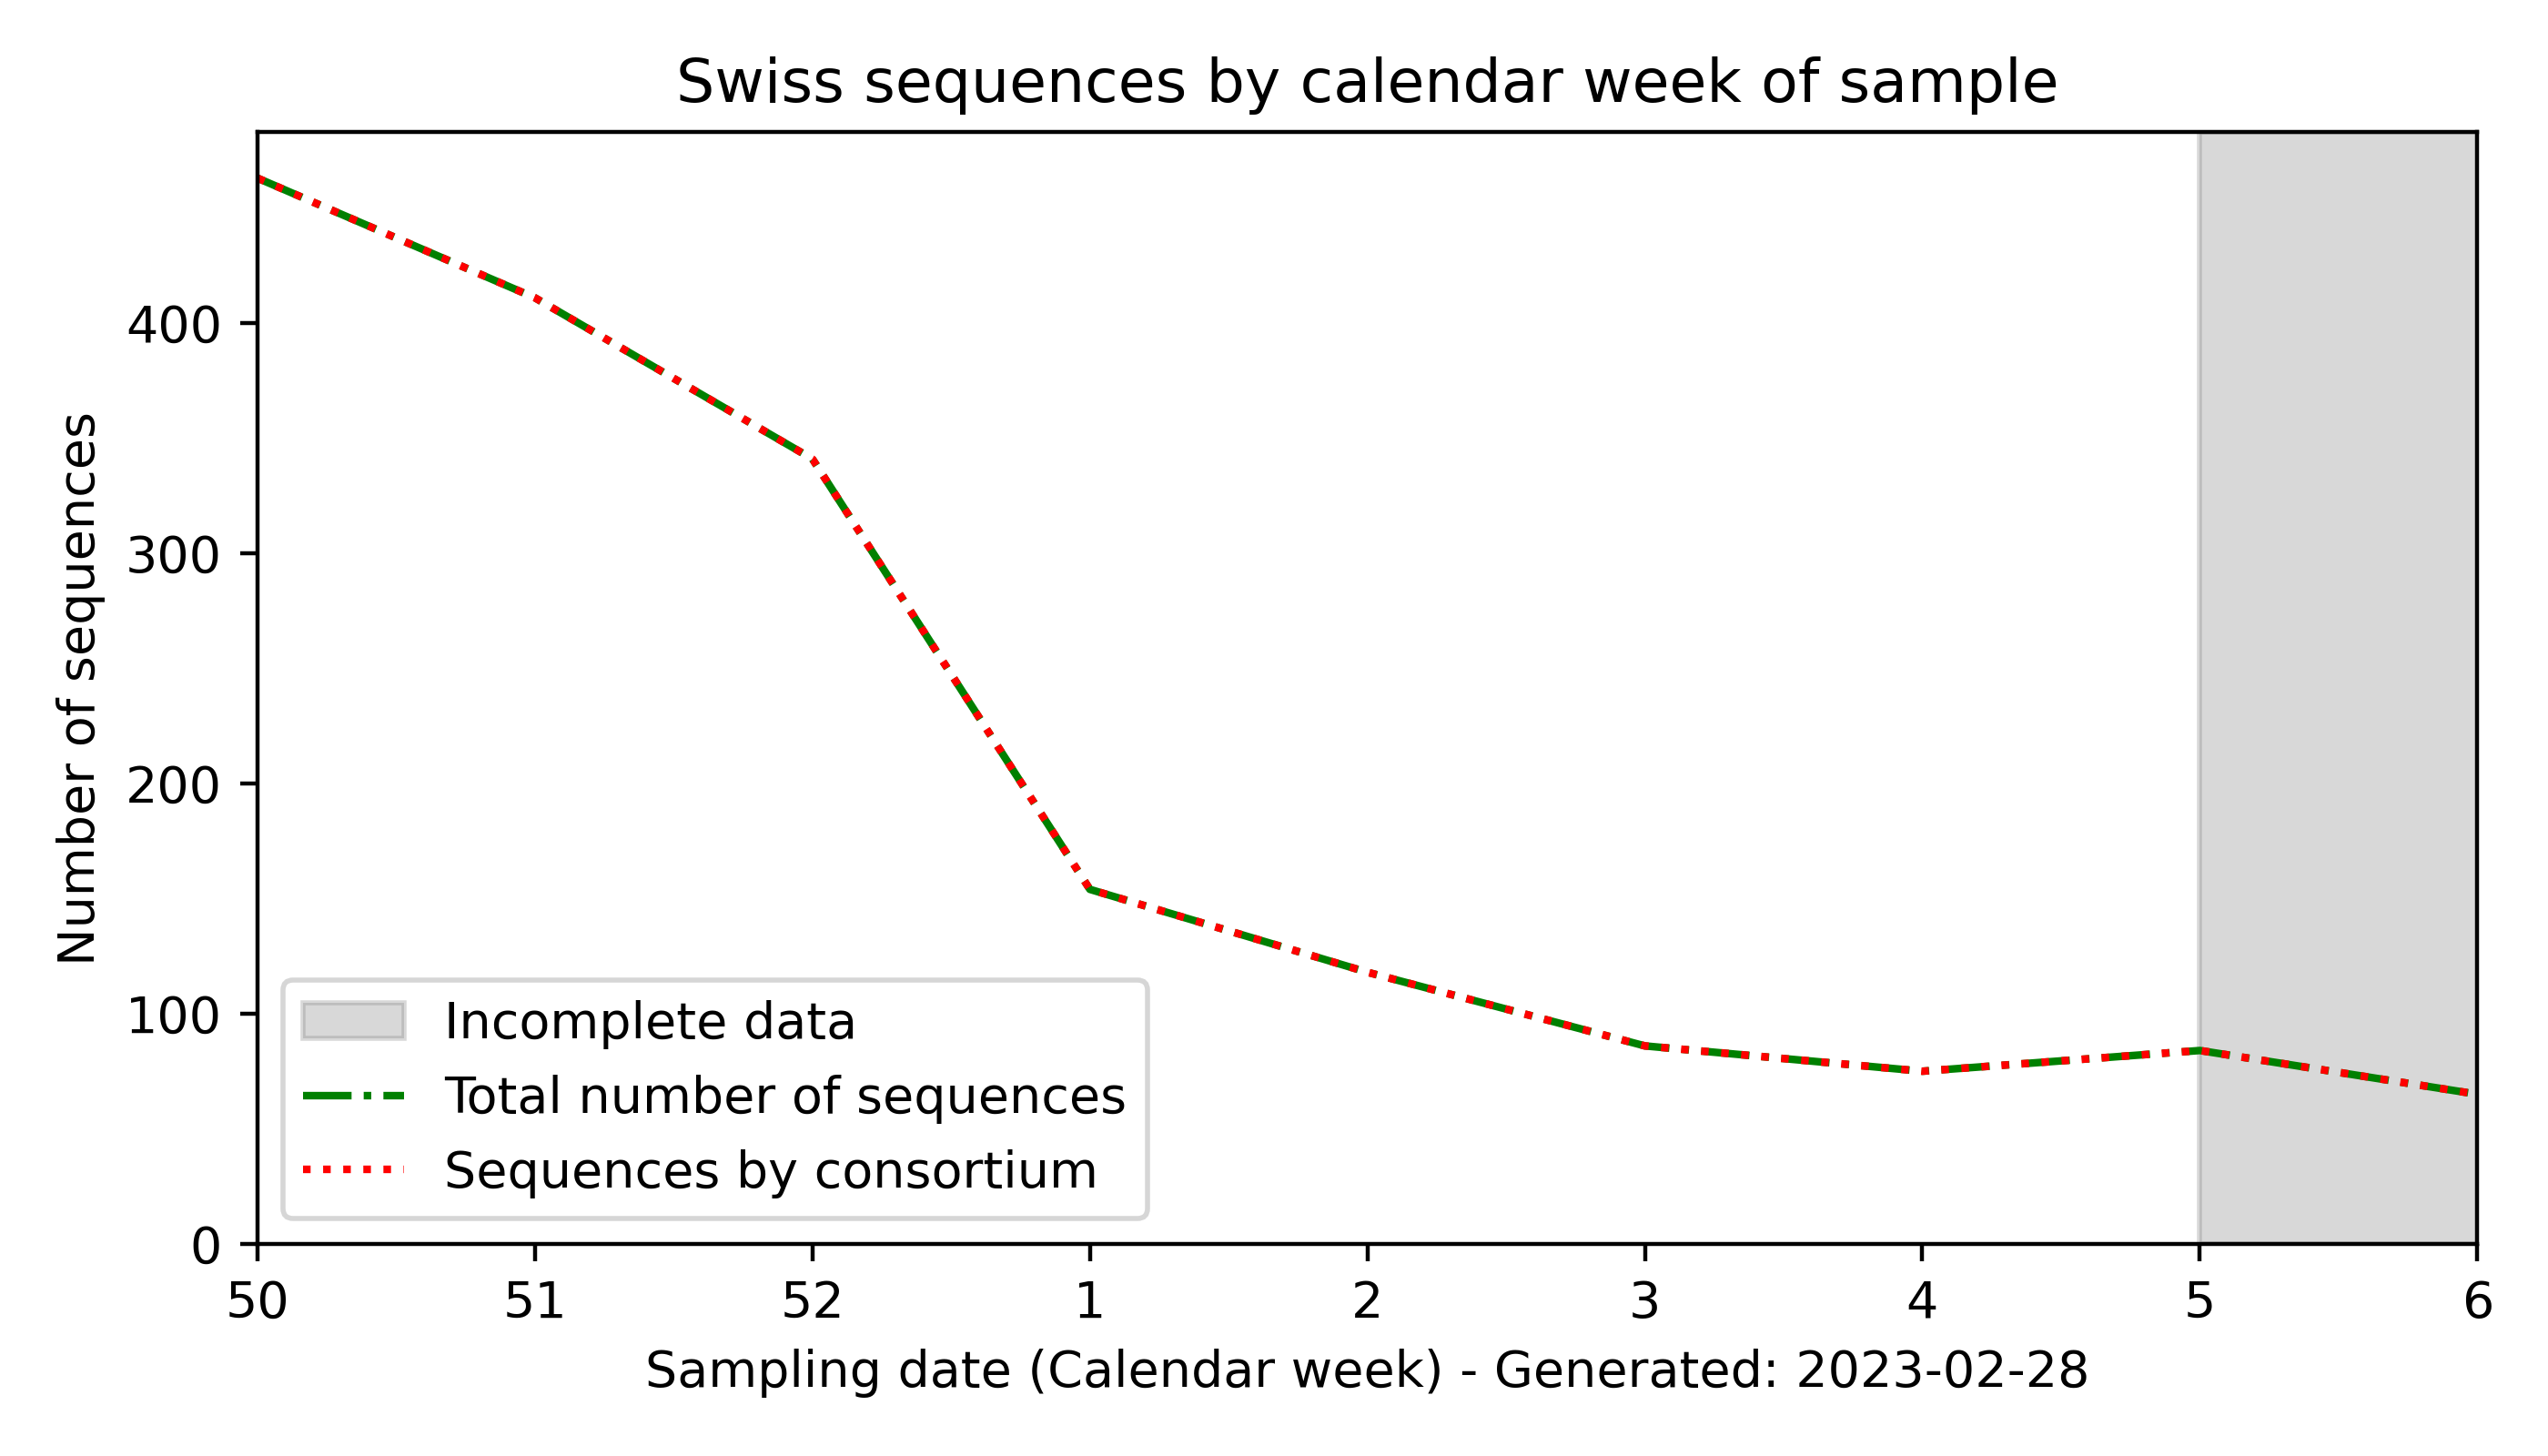 Swiss sequences by calendar week of sample
Number of sequences
400
300
200
100
0
Incomplete data
Total number of sequences
Sequences by consortium
50 51 52 1 2 3 4 5 6
Sampling date (Calendar week) - Generated: 2023-02-28